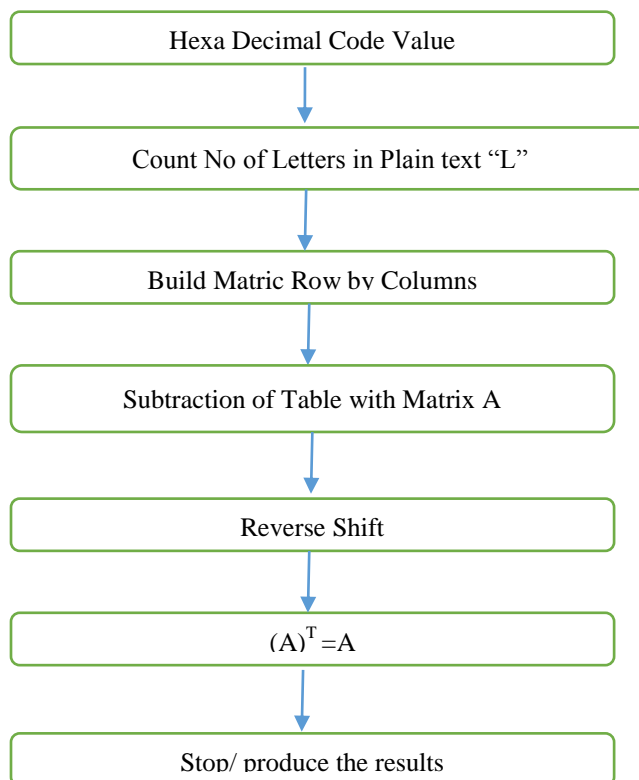 Hexa Decimal Code Value
Count No of Letters in Plain text “L”
Build Matric Row by Columns
Subtraction of Table with Matrix A
Reverse Shift
(A)ᵀ =A
Stop/ produce the results